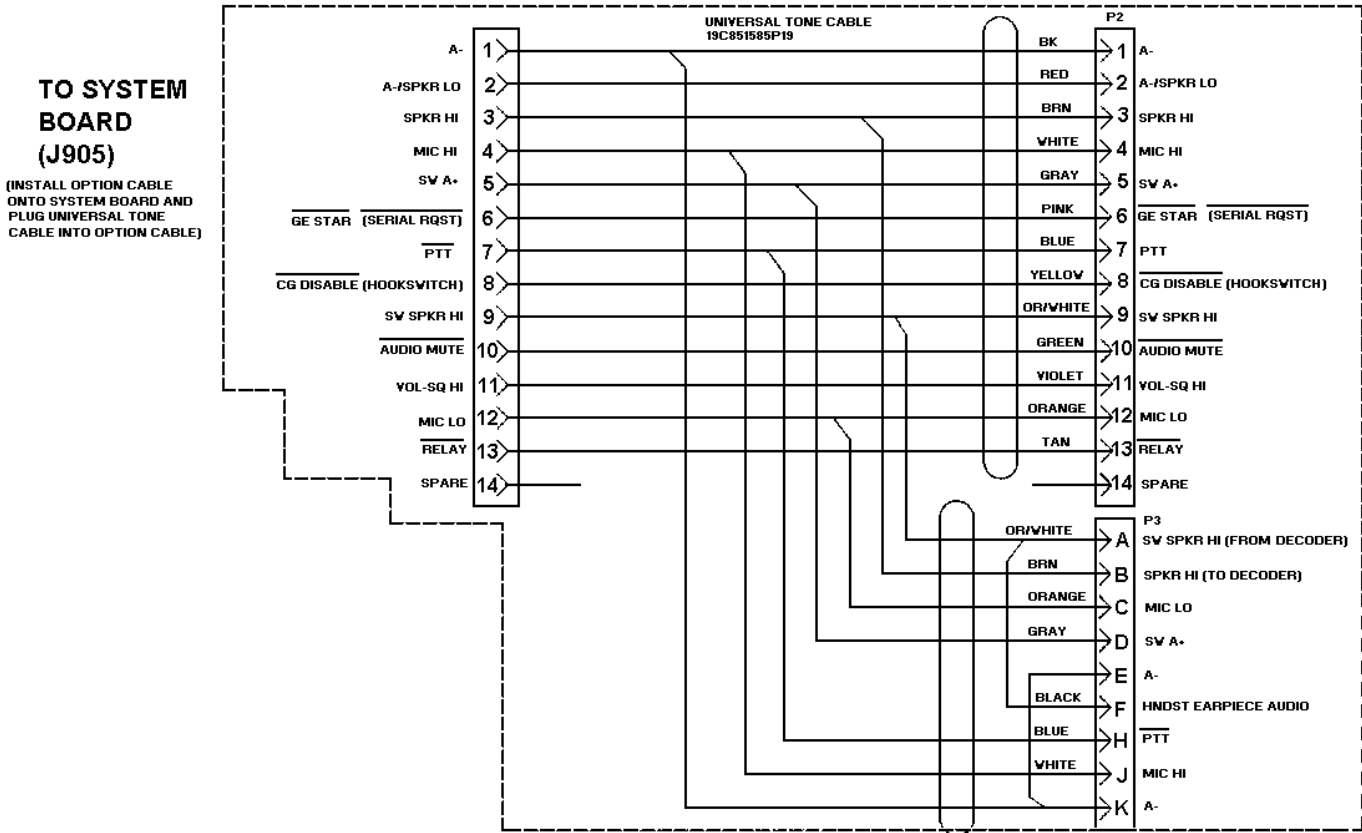 UNIVERSAL TONE CABLE
19C851585P19
TO SYSTEM
BOARD
(J905)
(INSTALL OPTION CABLE
ONTO SYSTEM BOARD AND
PLUG UNIVERSAL TONE
CABLE INTO OPTION CABLE)
P2
A- 1 BK 1 A-
A-/SPKR LO 2 RED 2 A-/SPKR LO
SPKR HI 3 BRN 3 SPKR HI
MIC HI 4 WHITE 4 MIC HI
SW A+ 5 GRAY 5 SW A+
GE STAR (SERIAL RQST) 6 PINK 6 GE STAR (SERIAL RQST)
PTT 7 BLUE 7 PTT
CG DISABLE (HOOKSWITCH) 8 YELLOW 8 CG DISABLE (HOOKSWITCH)
SW SPKR HI 9 OR/WHITE 9 SW SPKR HI
AUDIO MUTE 10 GREEN 10 AUDIO MUTE
VOL-SQ HI 11 VIOLET 11 VOL-SQ HI
MIC LO 12 ORANGE 12 MIC LO
RELAY 13 TAN 13 RELAY
SPARE 14 14 SPARE
P3
OR/WHITE A SW SPKR HI (FROM DECODER)
BRN B SPKR HI (TO DECODER)
ORANGE C MIC LO
GRAY D SW A+
E A-
BLACK F HNDST EARPIECE AUDIO
BLUE H PTT
WHITE J MIC HI
K A-